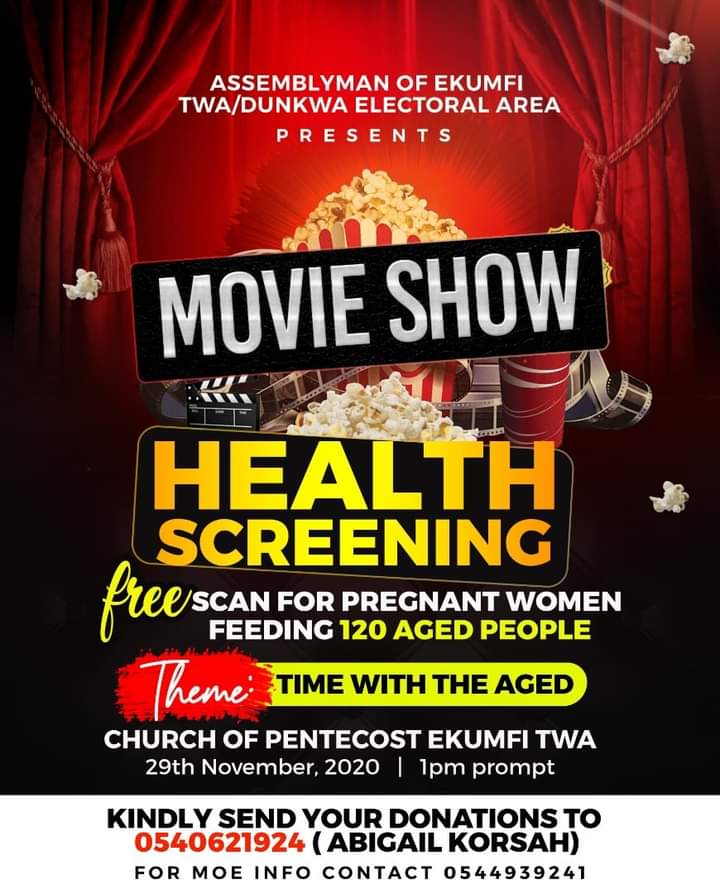 ASSEMBLYMAN OF EKUMFI
TWA/DUNKWA ELECTORAL AREA
PRESENTS
MOVIE SHOW
HEALTH
SCREENING
free SCAN FOR PREGNANT WOMEN
FEEDING 120 AGED PEOPLE
Theme: TIME WITH THE AGED
CHURCH OF PENTECOST EKUMFI TWA
29th November, 2020 | 1pm prompt
KINDLY SEND YOUR DONATIONS TO
0540621924 ( ABIGAIL KORSAH)
FOR MOE INFO CONTACT 0544939241